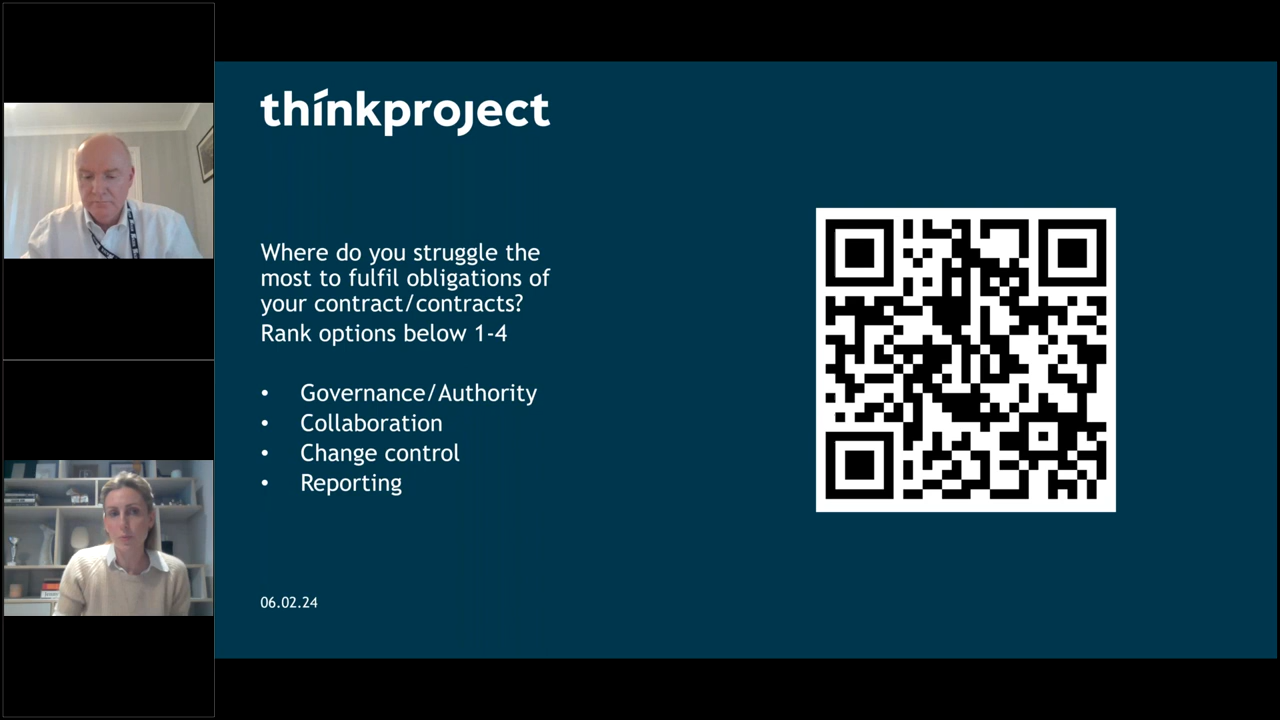 thinkproject
Where do you struggle the
most to fulfil obligations of
your contract/contracts?
Rank options below 1-4
• Governance/Authority
• Collaboration
• Change control
• Reporting
06.02.24